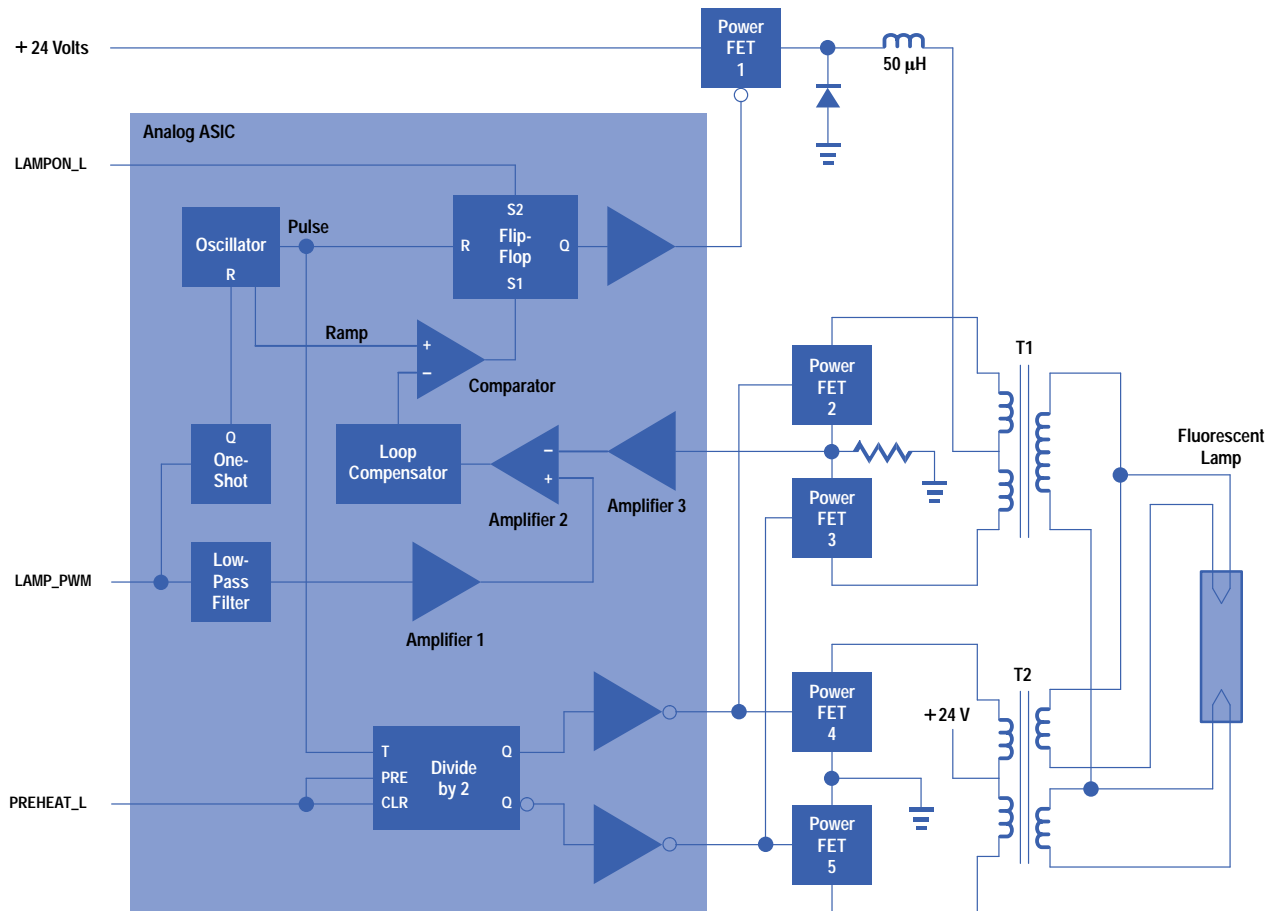 + 24 Volts
Power
FET
1
50 μH
Analog ASIC
LAMPON_L
Oscillator
R
Pulse
S2
R
Flip-
Flop
Q
S1
Ramp
+
−
Comparator
T1
Power
FET
2
Q
One-
Shot
Loop
Compensator
−
+
Amplifier 2
Amplifier 3
Fluorescent
Lamp
Power
FET
3
LAMP_PWM
Low-
Pass
Filter
Amplifier 1
T2
Power
FET
4
+24 V
T
PRE
CLR
Divide
by 2
Q
Q
PREHEAT_L
Power
FET
5